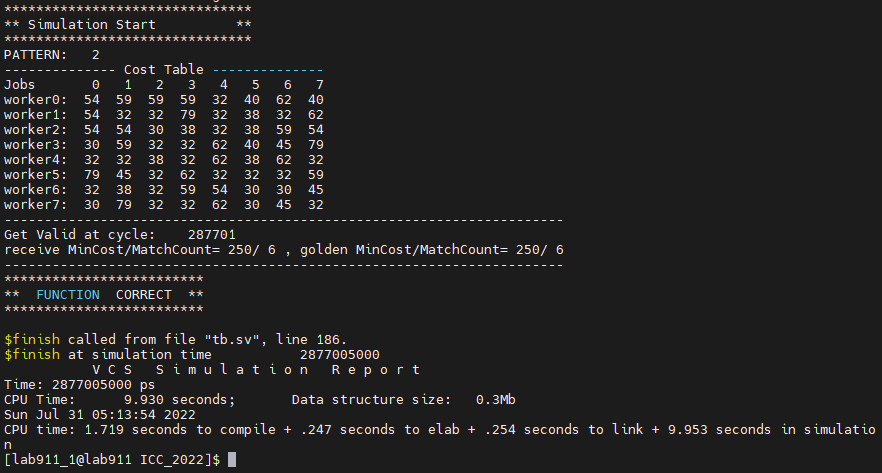 *******************************
** Simulation Start          **
*******************************
PATTERN:   2
-------------- Cost Table --------------
Jobs       0   1   2   3   4   5   6   7
worker0:  54  59  59  59  32  40  62  40
worker1:  54  32  32  79  32  38  32  62
worker2:  54  54  30  38  32  38  59  54
worker3:  30  59  32  32  62  40  45  79
worker4:  32  32  38  32  62  38  62  32
worker5:  79  45  32  62  32  32  32  59
worker6:  32  38  32  59  54  30  30  45
worker7:  30  79  32  32  62  30  45  32
----------------------------------------------------------------------
Get Valid at cycle:    287701
receive MinCost/MatchCount= 250/ 6 , golden MinCost/MatchCount= 250/ 6
----------------------------------------------------------------------
*************************
**  FUNCTION  CORRECT  **
*************************
$finish called from file "tb.sv", line 186.
$finish at simulation time           2877005000
           V C S   S i m u l a t i o n   R e p o r t
Time: 2877005000 ps
CPU Time:      9.930 seconds;       Data structure size:   0.3Mb
Sun Jul 31 05:13:54 2022
CPU time: 1.719 seconds to compile + .247 seconds to elab + .254 seconds to link + 9.953 seconds in simulatio
n
[lab911_1@lab911 ICC_2022]$